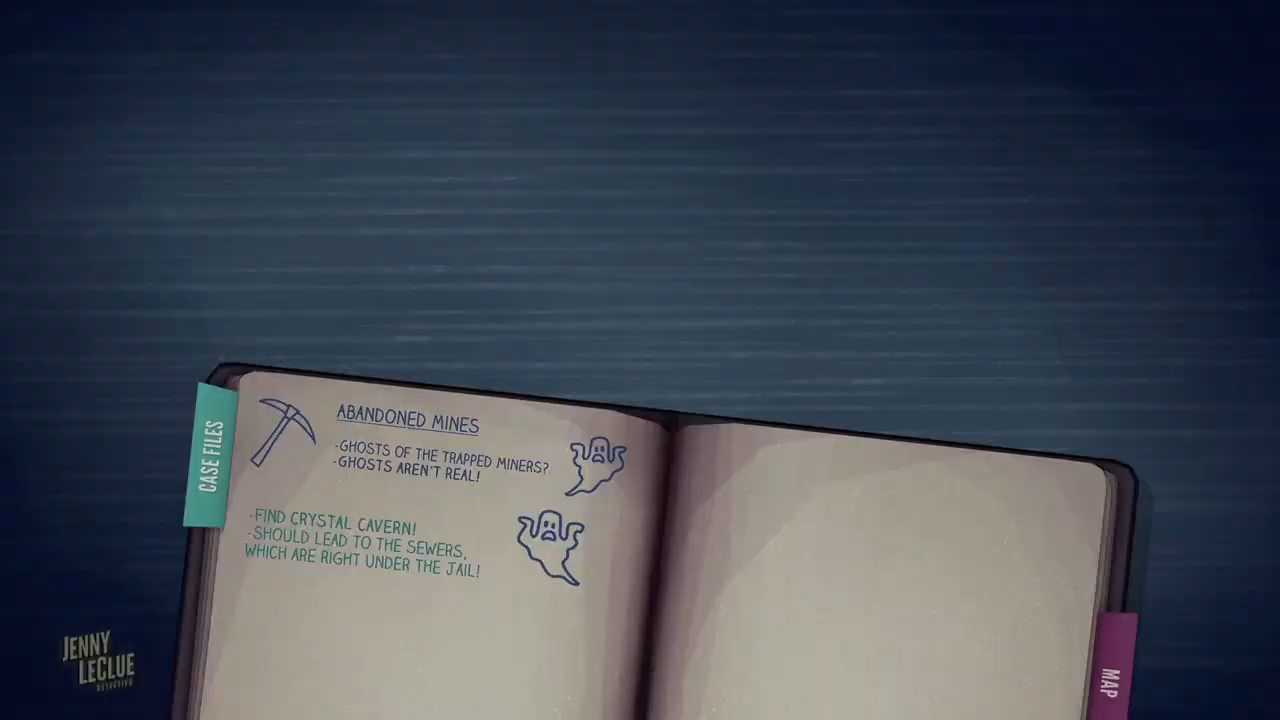 ABANDONED MINES
-GHOSTS OF THE TRAPPED MINERS?
-GHOSTS AREN'T REAL!
-FIND CRYSTAL CAVERN!
-SHOULD LEAD TO THE SEWERS,
WHICH ARE RIGHT UNDER THE JAIL!
CASE FILES
MAP
JENNY
LECLUE
DETECTIVU